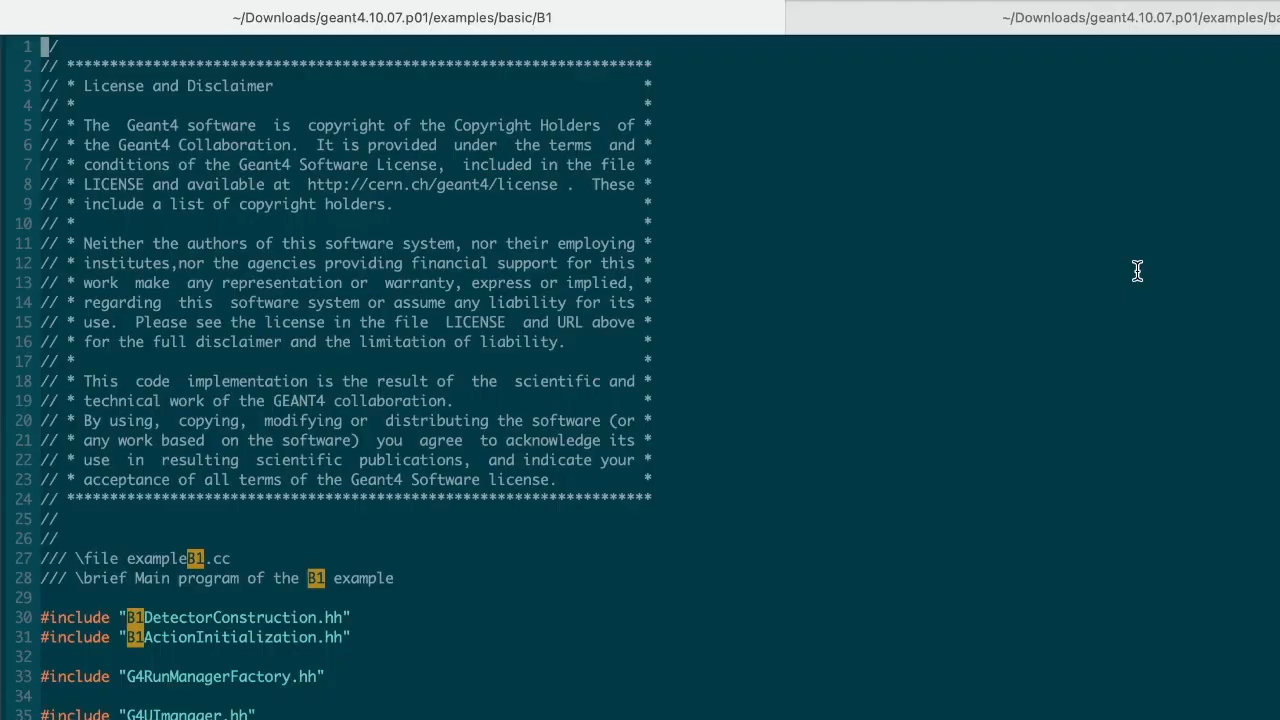 ~/Downloads/geant4.10.07.p01/examples/basic/B1
~/Downloads/geant4.10.07.p01/examples/ba
1 //
2 // ********************************************************************
3 // * License and Disclaimer                                           *
4 // *                                                                  *
5 // * The  Geant4 software  is  copyright of the Copyright Holders  of *
6 // * the Geant4 Collaboration.  It is provided  under  the terms  and *
7 // * conditions of the Geant4 Software License,  included in the file *
8 // * LICENSE and available at  http://cern.ch/geant4/license .  These *
9 // * include a list of copyright holders.                             *
10 // *                                                                  *
11 // * Neither the authors of this software system, nor their employing *
12 // * institutes,nor the agencies providing financial support for this *
13 // * work  make  any representation or  warranty, express or implied, *
14 // * regarding  this  software system or assume any liability for its *
15 // * use.  Please see the license in the file  LICENSE  and URL above *
16 // * for the full disclaimer and the limitation of liability.         *
17 // *                                                                  *
18 // * This  code  implementation is the result of  the  scientific and *
19 // * technical work of the GEANT4 collaboration.                      *
20 // * By using,  copying,  modifying or  distributing the software (or *
21 // * any work based  on the software)  you  agree  to acknowledge its *
22 // * use  in  resulting  scientific  publications,  and indicate your *
23 // * acceptance of all terms of the Geant4 Software license.          *
24 // ********************************************************************
25 //
26 //
27 /// \file exampleB1.cc
28 /// \brief Main program of the B1 example
29
30 #include "B1DetectorConstruction.hh"
31 #include "B1ActionInitialization.hh"
32
33 #include "G4RunManagerFactory.hh"
34
35 #include "G4UImanager.hh"